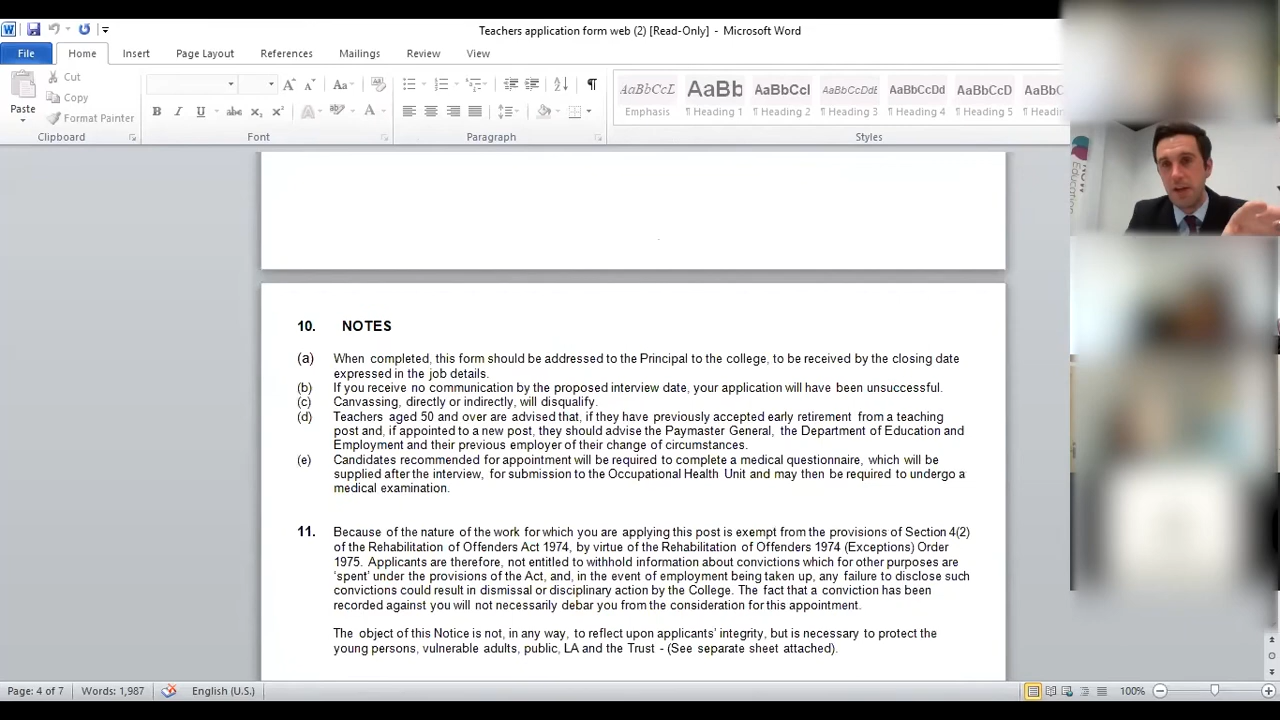 Teachers application form web (2) [Read-Only] - Microsoft Word
File Home Insert Page Layout References Mailings Review View
Paste
Cut
Copy
Format Painter
Aa
AaBbCcL AaBb AaBbCcI AaBbCcDdE AaBbCcDd AaBbCcD AaBbC
Emphasis ¶ Heading 1 ¶ Heading 2 ¶ Heading 3 ¶ Heading 4 ¶ Heading 5 ¶ Headin
Clipboard Font Paragraph Styles
Education
10. NOTES
(a) When completed, this form should be addressed to the Principal to the college, to be received by the closing date
expressed in the job details.
(b) If you receive no communication by the proposed interview date, your application will have been unsuccessful.
(c) Canvassing, directly or indirectly, will disqualify.
(d) Teachers aged 50 and over are advised that, if they have previously accepted early retirement from a teaching
post and, if appointed to a new post, they should advise the Paymaster General, the Department of Education and
Employment and their previous employer of their change of circumstances.
(e) Candidates recommended for appointment will be required to complete a medical questionnaire, which will be
supplied after the interview, for submission to the Occupational Health Unit and may then be required to undergo a
medical examination.
11. Because of the nature of the work for which you are applying this post is exempt from the provisions of Section 4(2)
of the Rehabilitation of Offenders Act 1974, by virtue of the Rehabilitation of Offenders 1974 (Exceptions) Order
1975. Applicants are therefore, not entitled to withhold information about convictions which for other purposes are
'spent' under the provisions of the Act, and, in the event of employment being taken up, any failure to disclose such
convictions could result in dismissal or disciplinary action by the College. The fact that a conviction has been
recorded against you will not necessarily debar you from the consideration for this appointment.
The object of this Notice is not, in any way, to reflect upon applicants' integrity, but is necessary to protect the
young persons, vulnerable adults, public, LA and the Trust - (See separate sheet attached).
Page: 4 of 7 Words: 1,987 English (U.S.) 100%